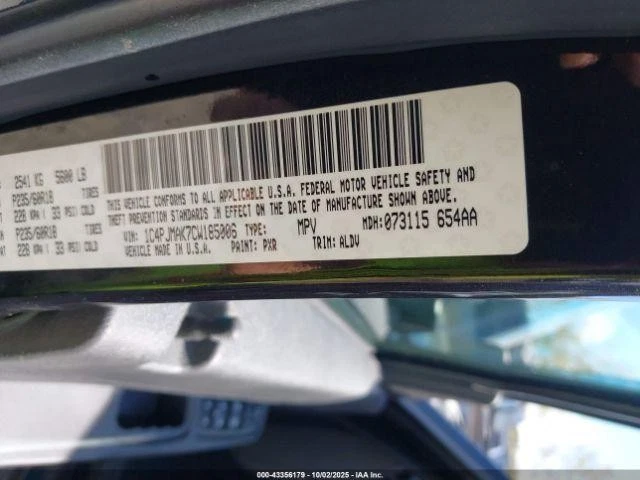 2541 KG 5600 LB
P235/60R18 TIRES
228 KPA / 33 PSI COLD
P235/60R18 TIRES
228 KPA / 33 PSI COLD
THIS VEHICLE CONFORMS TO ALL APPLICABLE U.S.A. FEDERAL MOTOR VEHICLE SAFETY AND
THEFT PREVENTION STANDARDS IN EFFECT ON THE DATE OF MANUFACTURE SHOWN ABOVE.
VIN: 1C4PJMAK7CW185006 TYPE: MPV MDH: 073115 654AA
PAINT: PXR TRIM: ALDV
000-43356179 | 10/02/2025 | IAA Inc.